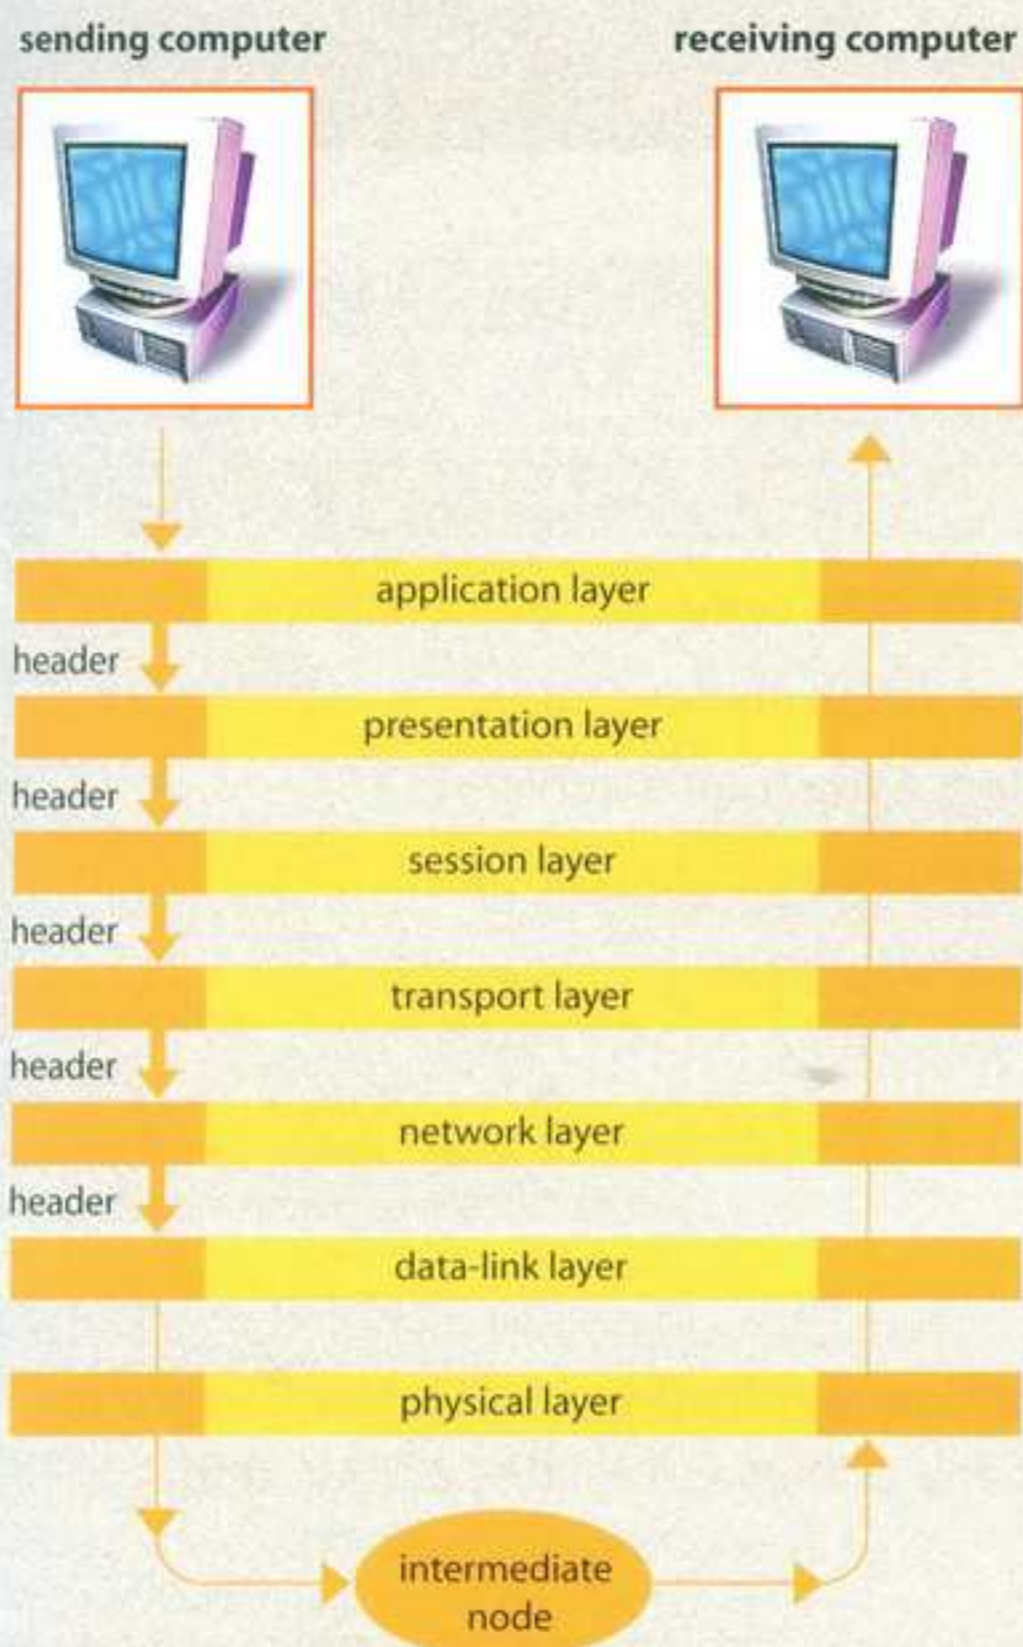 sending computer
receiving computer
application layer
header
presentation layer
header
session layer
header
transport layer
header
network layer
header
data-link layer
physical layer
intermediate
node